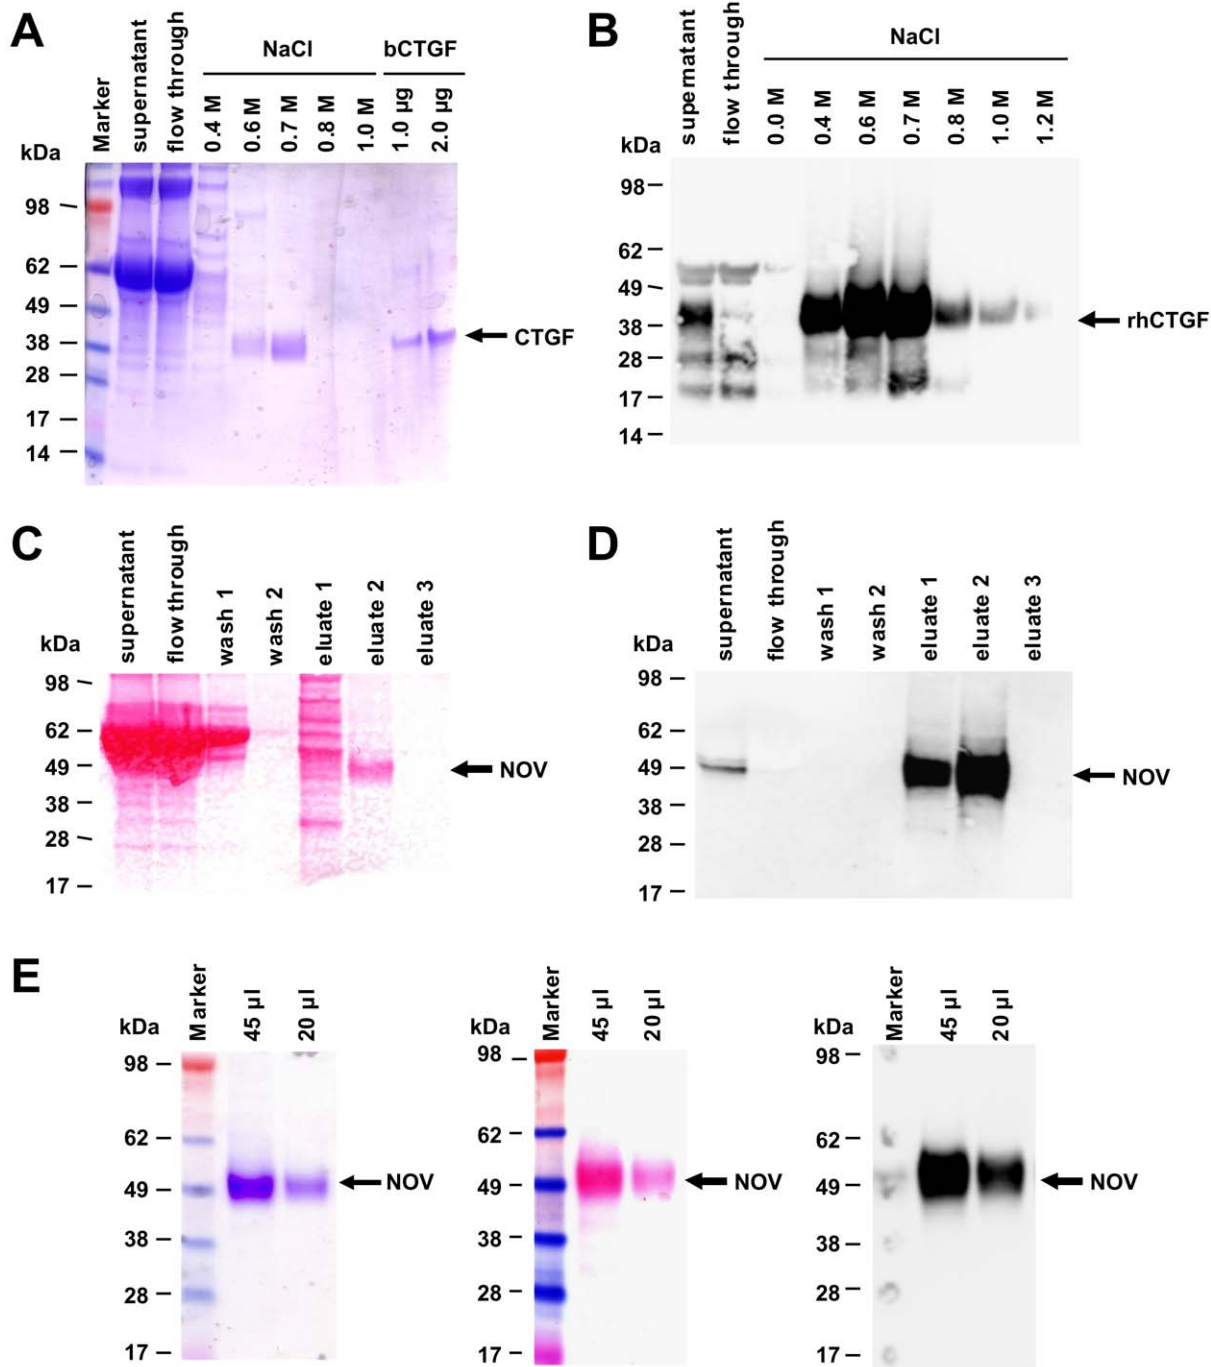 A
Marker
supernatant
flow through
NaCl
0.4 M
0.6 M
0.7 M
0.8 M
1.0 M
bCTGF
1.0 µg
2.0 µg
kDa
98
62
49
38
28
17
14
CTGF
B
supernatant
flow through
NaCl
0.0 M
0.4 M
0.6 M
0.7 M
0.8 M
1.0 M
1.2 M
kDa
98
62
49
38
28
17
14
rhCTGF
C
supernatant
flow through
wash 1
wash 2
eluate 1
eluate 2
eluate 3
kDa
98
62
49
38
28
17
NOV
D
supernatant
flow through
wash 1
wash 2
eluate 1
eluate 2
eluate 3
kDa
98
62
49
38
28
17
NOV
E
Marker
45 µl
20 µl
kDa
98
62
49
38
28
17
NOV
Marker
45 µl
20 µl
kDa
98
62
49
38
28
17
NOV
Marker
45 µl
20 µl
kDa
98
62
49
38
28
17
NOV